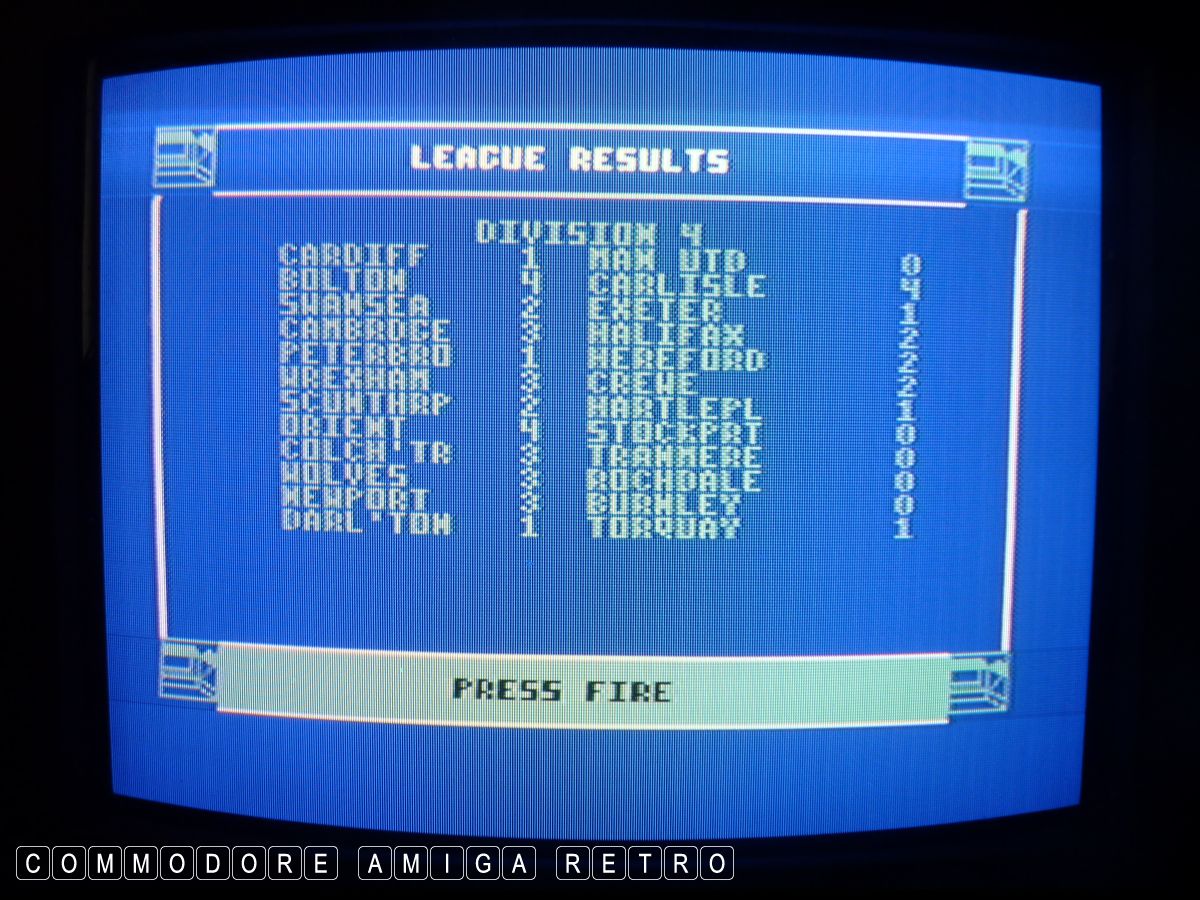 LEAGUE RESULTS
DIVISION 4
CARDIFF 1 MAN UTD 0
BOLTON 4 CARLISLE 4
SWANSEA 2 EXETER 1
CAMBRDGE 3 HALIFAX 2
PETERBRO 1 HEREFORD 2
WREXHAM 3 CREWE 2
SCUNTHRP 2 HARTLEPL 1
ORIENT 4 STOCKPRT 0
COLCH'TR 3 TRANMERE 0
WOLVES 3 ROCHDALE 0
NEWPORT 3 BURNLEY 0
DARL'TON 1 TORQUAY 1
PRESS FIRE
COMMODORE AMIGA RETRO